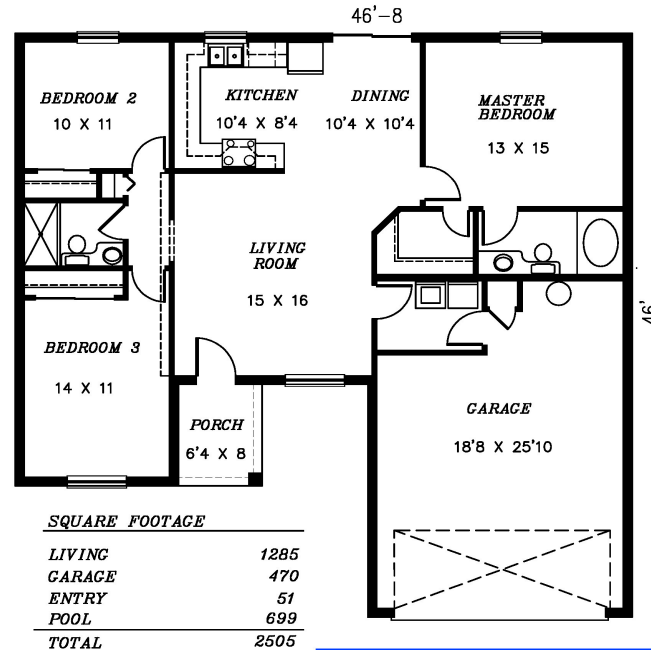 46'-8
BEDROOM 2
10 X 11
KITCHEN
10'4 X 8'4
DINING
10'4 X 10'4
MASTER
BEDROOM
13 X 15
LIVING
ROOM
15 X 16
46'
BEDROOM 3
14 X 11
PORCH
6'4 X 8
GARAGE
18'8 X 25'10
SQUARE FOOTAGE
LIVING 1285
GARAGE 470
ENTRY 51
POOL 699
TOTAL 2505